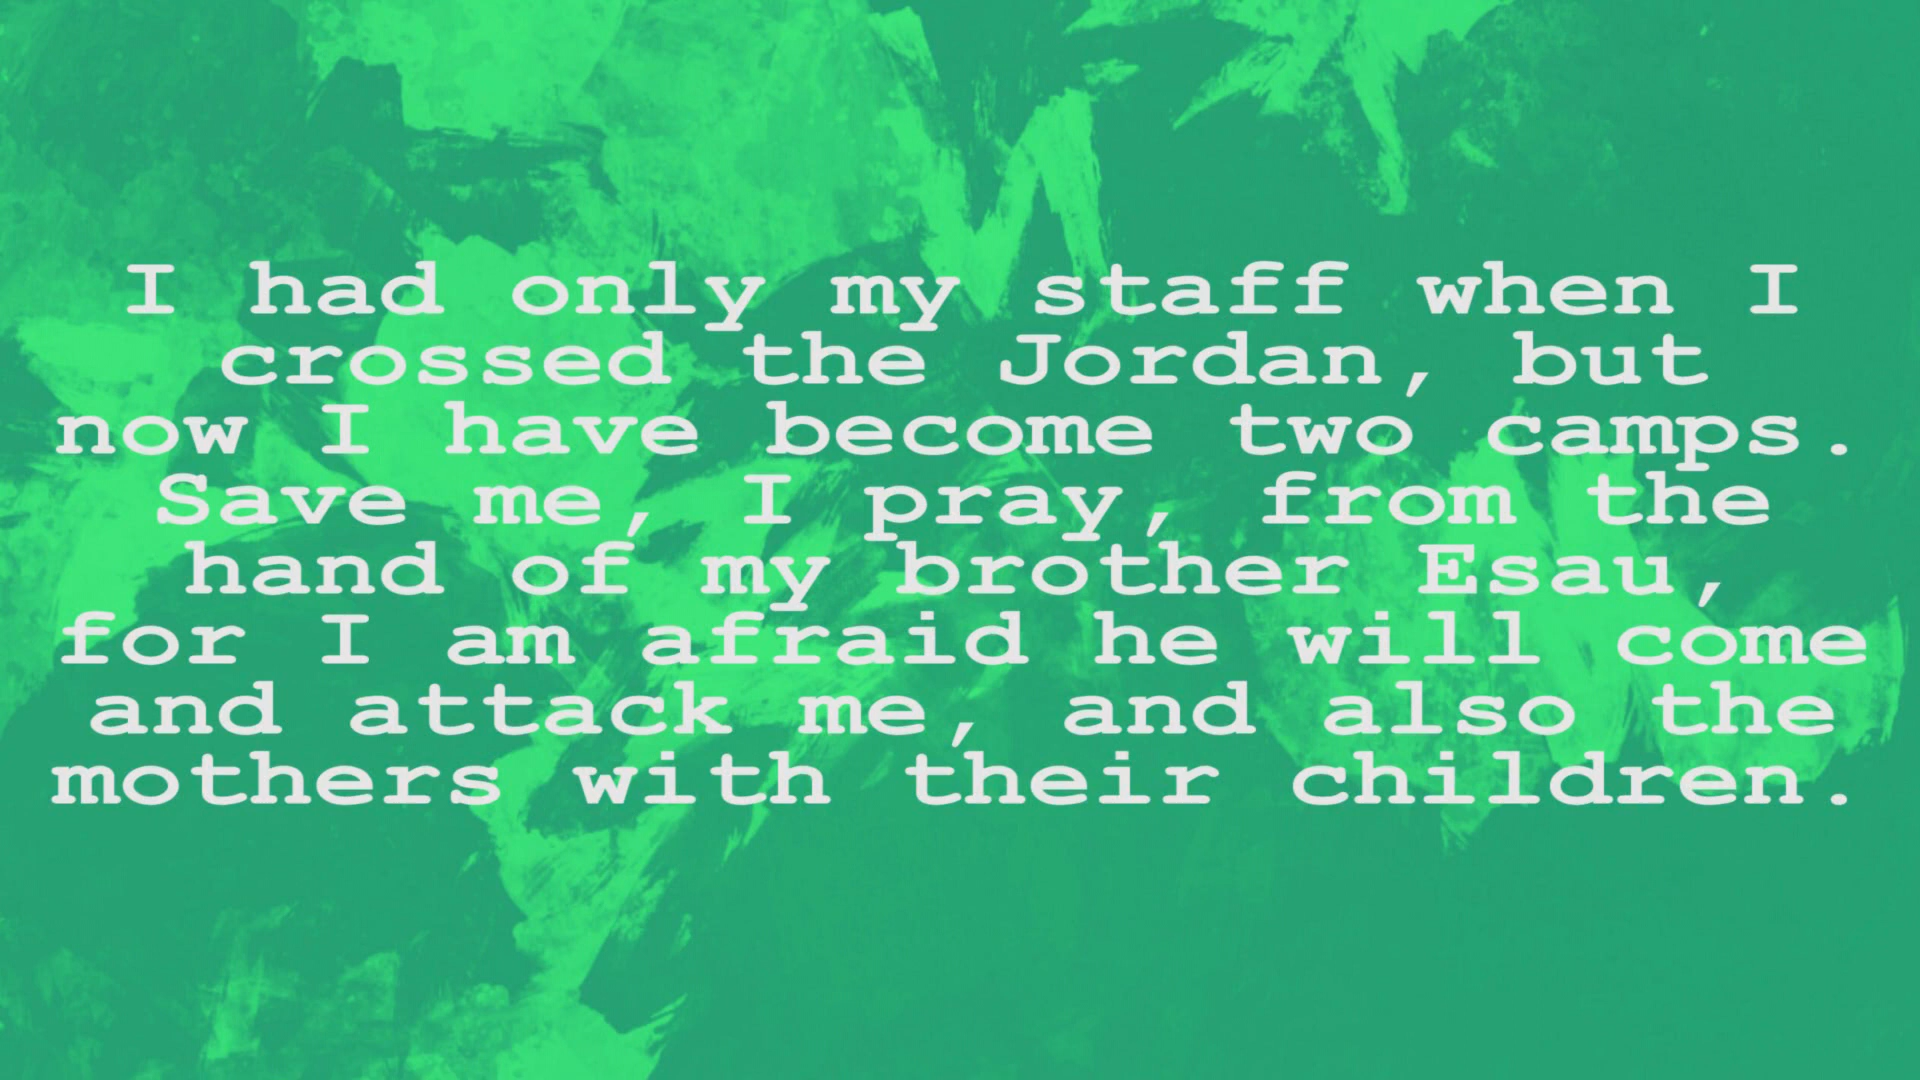 I had only my staff when I
crossed the Jordan, but
now I have become two camps.
Save me, I pray, from the
hand of my brother Esau,
for I am afraid he will come
and attack me, and also the
mothers with their children.